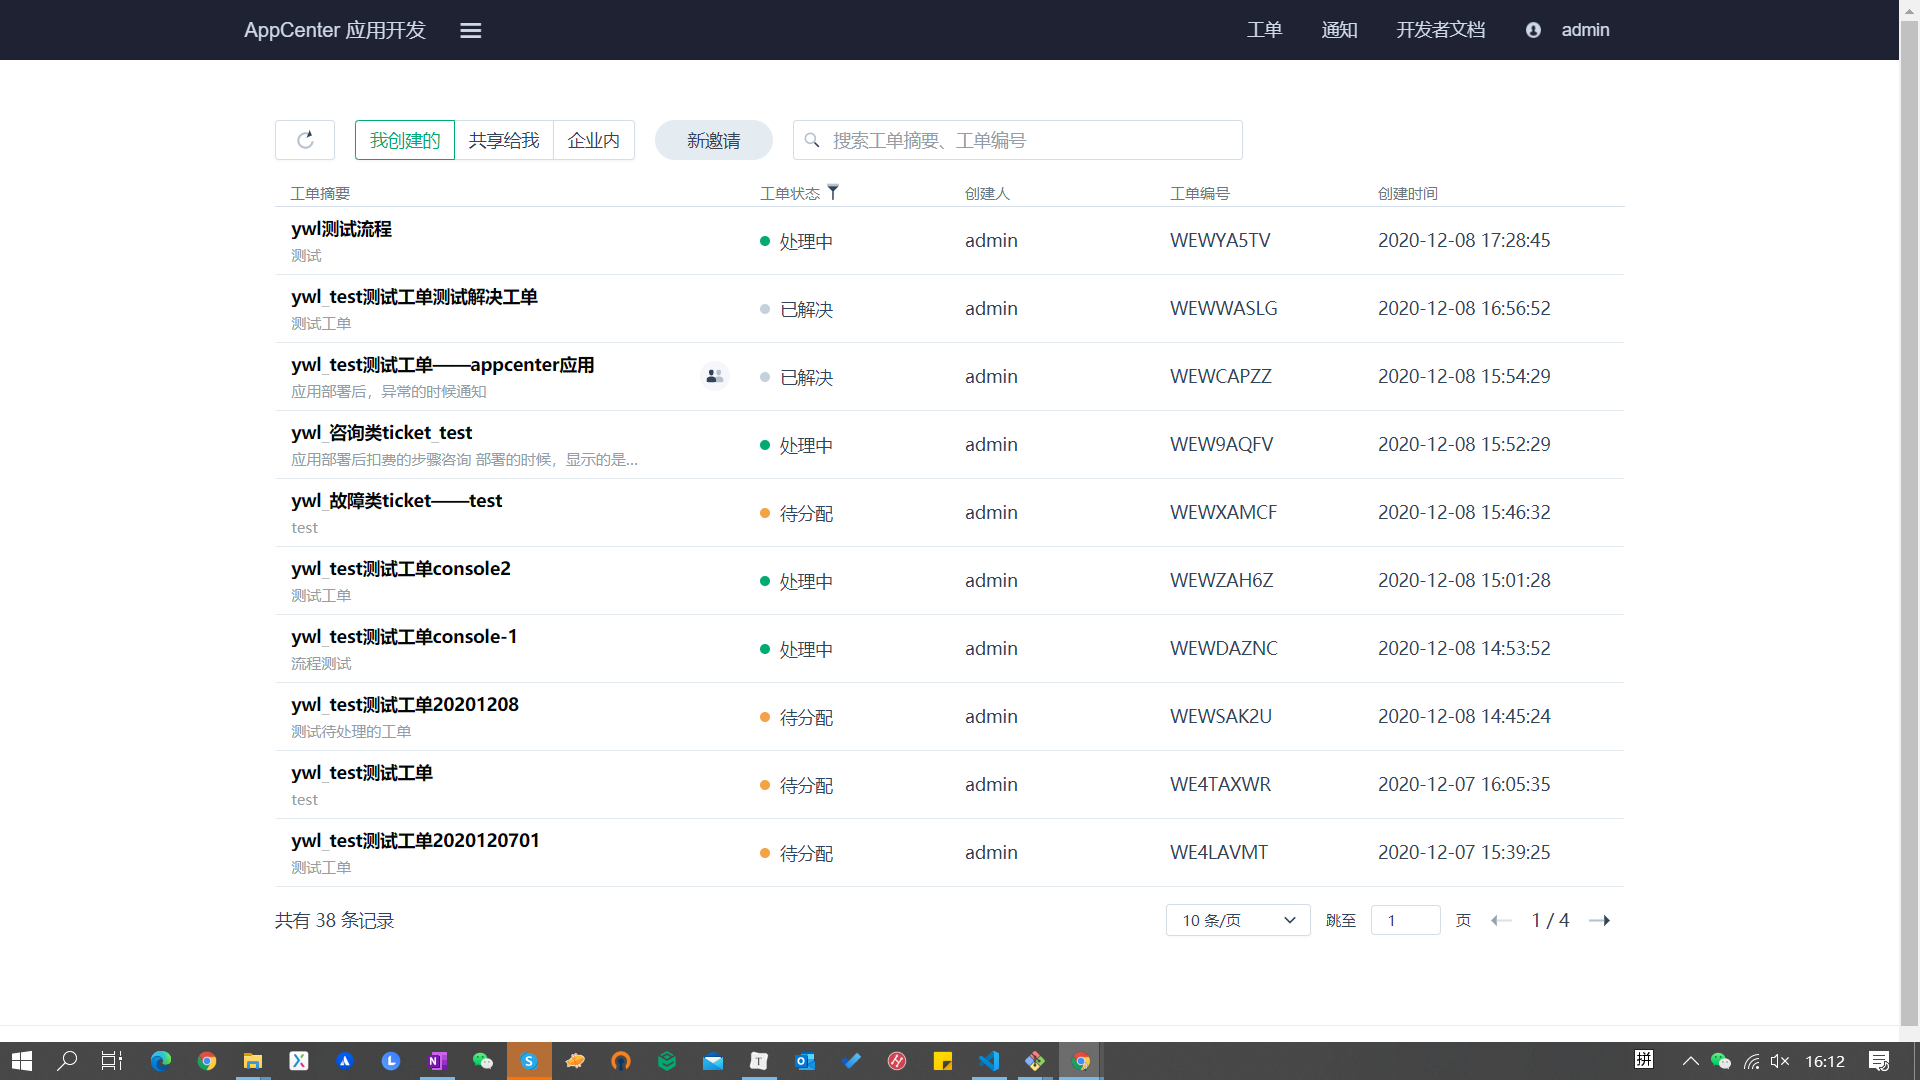 AppCenter 应用开发 工单 通知 开发者文档 admin
我创建的 共享给我 企业内 新邀请 搜索工单摘要、工单编号
工单摘要 工单状态 创建人 工单编号 创建时间
ywl测试流程
测试
处理中 admin WEWYA5TV 2020-12-08 17:28:45
ywl_test测试工单测试解决工单
测试工单
已解决 admin WEWWASLG 2020-12-08 16:56:52
ywl_test测试工单——appcenter应用
应用部署后，异常的时候通知
已解决 admin WEWCAPZZ 2020-12-08 15:54:29
ywl_咨询类ticket_test
应用部署后扣费的步骤咨询 部署的时候，显示的是...
处理中 admin WEW9AQFV 2020-12-08 15:52:29
ywl_故障类ticket——test
test
待分配 admin WEWXAMCF 2020-12-08 15:46:32
ywl_test测试工单console2
测试工单
处理中 admin WEWZAH6Z 2020-12-08 15:01:28
ywl_test测试工单console-1
流程测试
处理中 admin WEWDAZNC 2020-12-08 14:53:52
ywl_test测试工单20201208
测试待处理的工单
待分配 admin WEWSAK2U 2020-12-08 14:45:24
ywl_test测试工单
test
待分配 admin WE4TAXWR 2020-12-07 16:05:35
ywl_test测试工单2020120701
测试工单
待分配 admin WE4LAVMT 2020-12-07 15:39:25
共有 38 条记录 10 条/页 跳至 1 页 1 / 4
拼 16:12